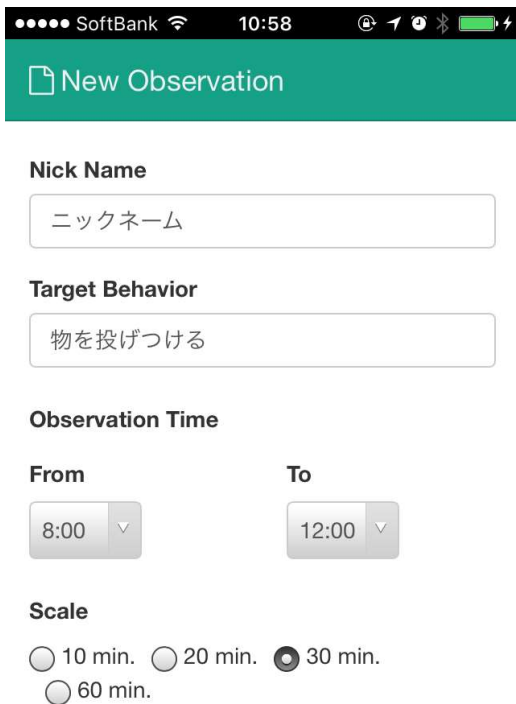 SoftBank 10:58
New Observation
Nick Name
ニックネーム
Target Behavior
物を投げつける
Observation Time
From To
8:00 12:00
Scale
10 min. 20 min. 30 min.
60 min.